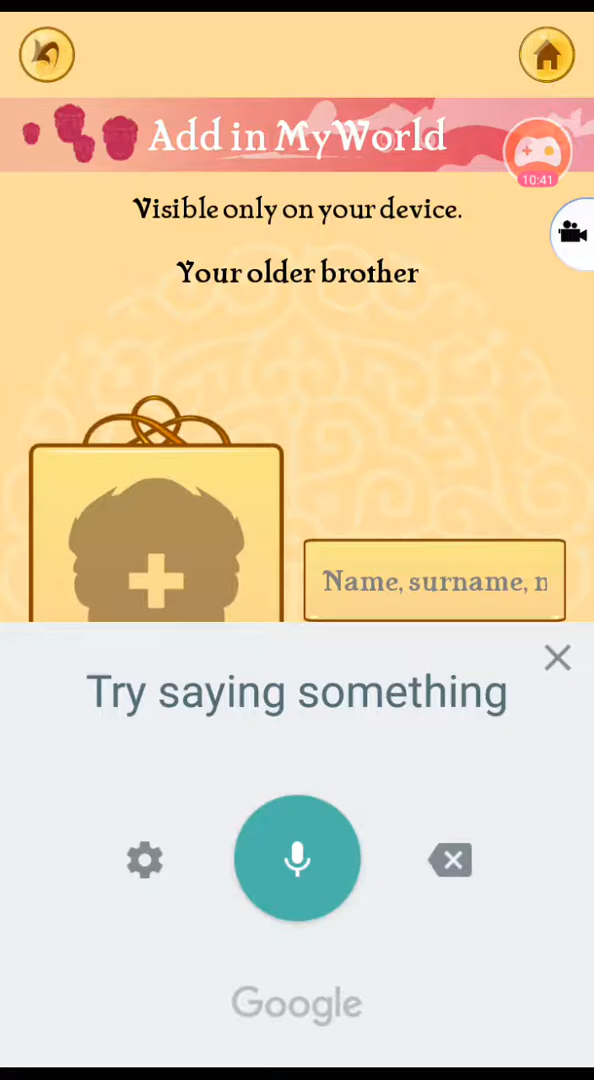 Add in MyWorld
10:41
Visible only on your device.
Your older brother
Name, surname, n
Try saying something
Google